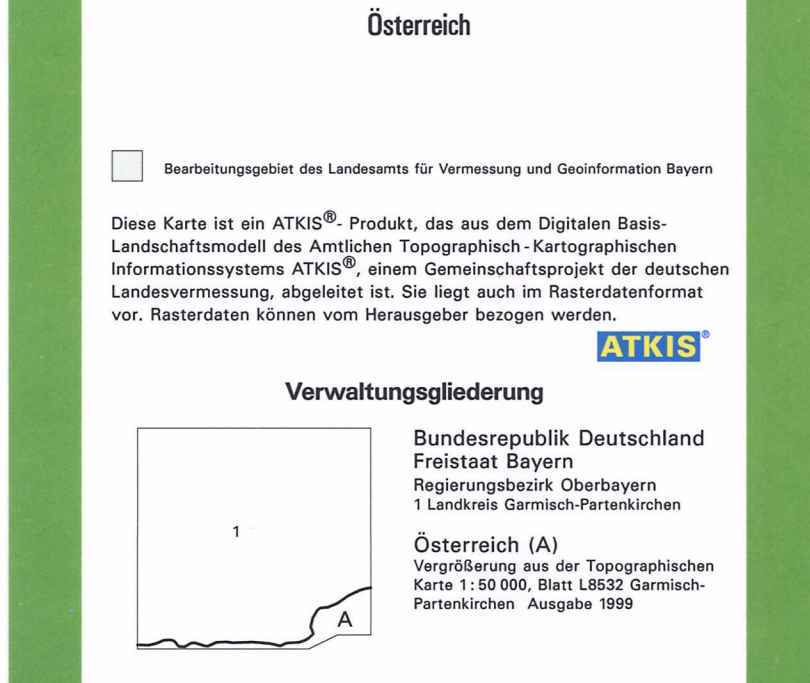 Österreich
Bearbeitungsgebiet des Landesamts für Vermessung und Geoinformation Bayern
Diese Karte ist ein ATKIS®- Produkt, das aus dem Digitalen Basis-
Landschaftsmodell des Amtlichen Topographisch-Kartographischen
Informationssystems ATKIS®, einem Gemeinschaftsprojekt der deutschen
Landesvermessung, abgeleitet ist. Sie liegt auch im Rasterdatenformat
vor. Rasterdaten können vom Herausgeber bezogen werden.
ATKIS®
Verwaltungsgliederung
1
A
Bundesrepublik Deutschland
Freistaat Bayern
Regierungsbezirk Oberbayern
1 Landkreis Garmisch-Partenkirchen
Österreich (A)
Vergrößerung aus der Topographischen
Karte 1:50 000, Blatt L8532 Garmisch-
Partenkirchen Ausgabe 1999